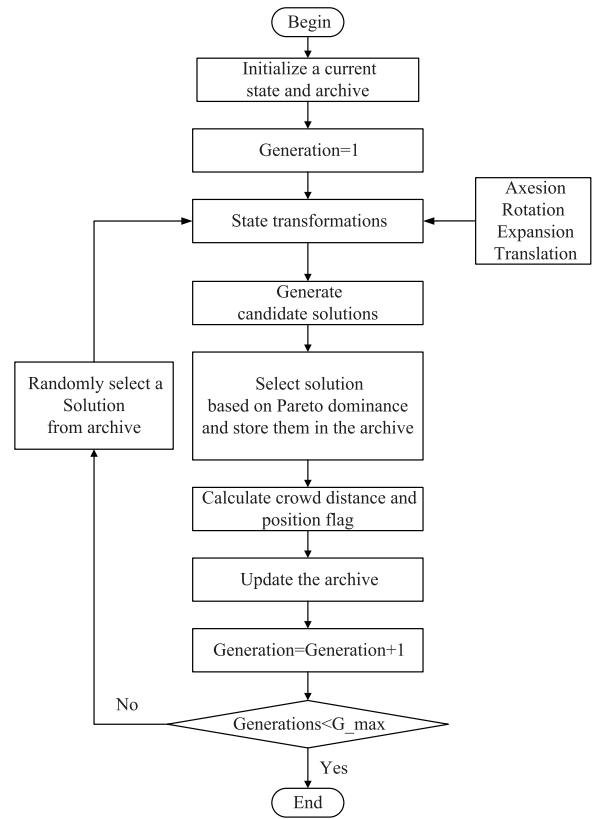 Begin
Initialize a current
state and archive
Generation=1
State transformations
Axesion
Rotation
Expansion
Translation
Generate
candidate solutions
Randomly select a
Solution
from archive
Select solution
based on Pareto dominance
and store them in the archive
Calculate crowd distance and
position flag
Update the archive
Generation=Generation+1
No
Generations<G_max
Yes
End